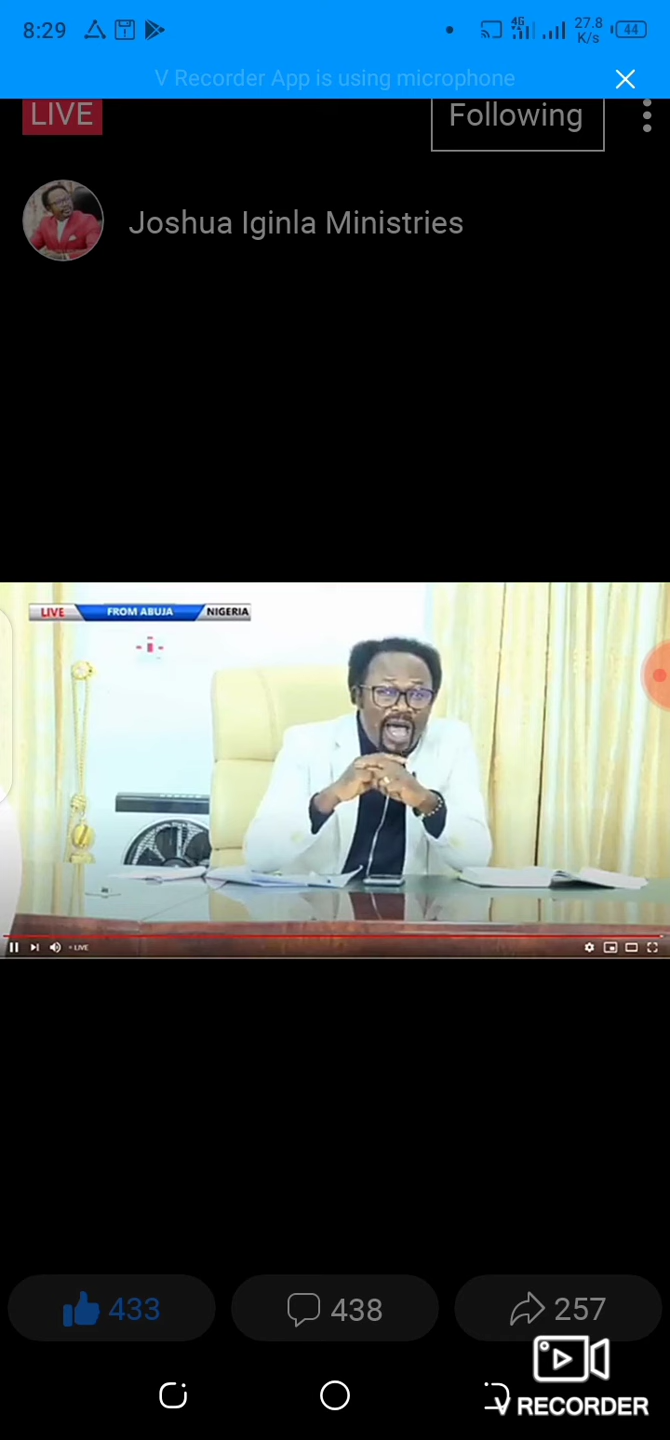 8:29
4G
27.8
K/s
44
V Recorder App is using microphone
LIVE
Following
Joshua Iginla Ministries
LIVE FROM ABUJA NIGERIA
LIVE
433
438
257
V RECORDER